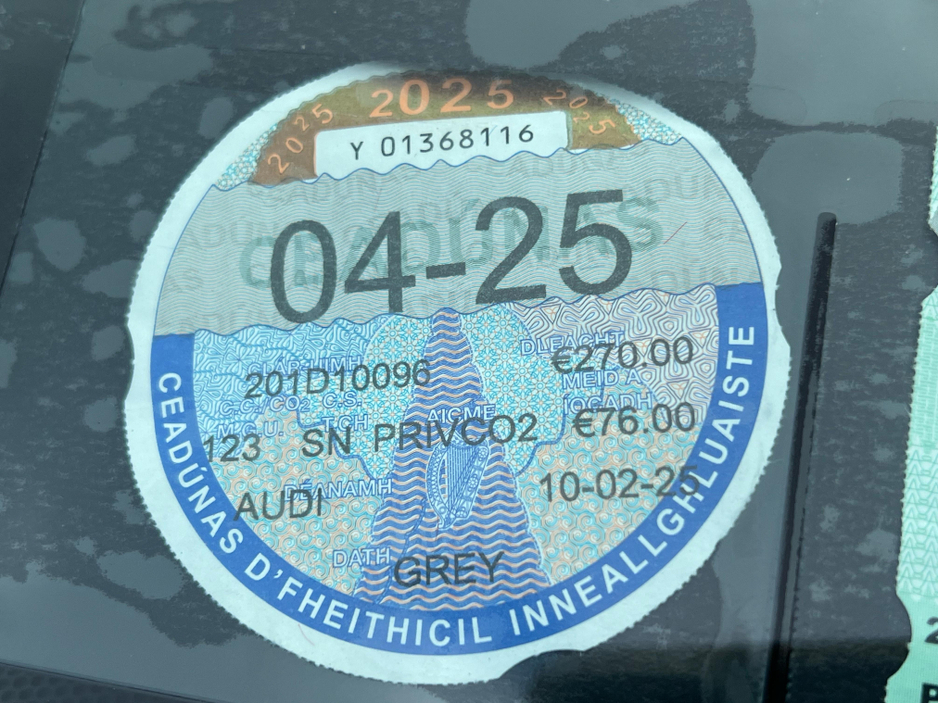 2025 2025 2025
Y 01368116
CEADÚNAS
04-25
DLEACHT
201D10096 €270.00
C.C./CO₂ C.S. MEID A
ÍOCADH
M.G.U. TCH AICME
123 SN PRIVCO2 €76.00
DÉANAMH 10-02-25
AUDI
DATH
GREY
CEADÚNAS D'FHEITHICIL INNEALLGHLUAISTE